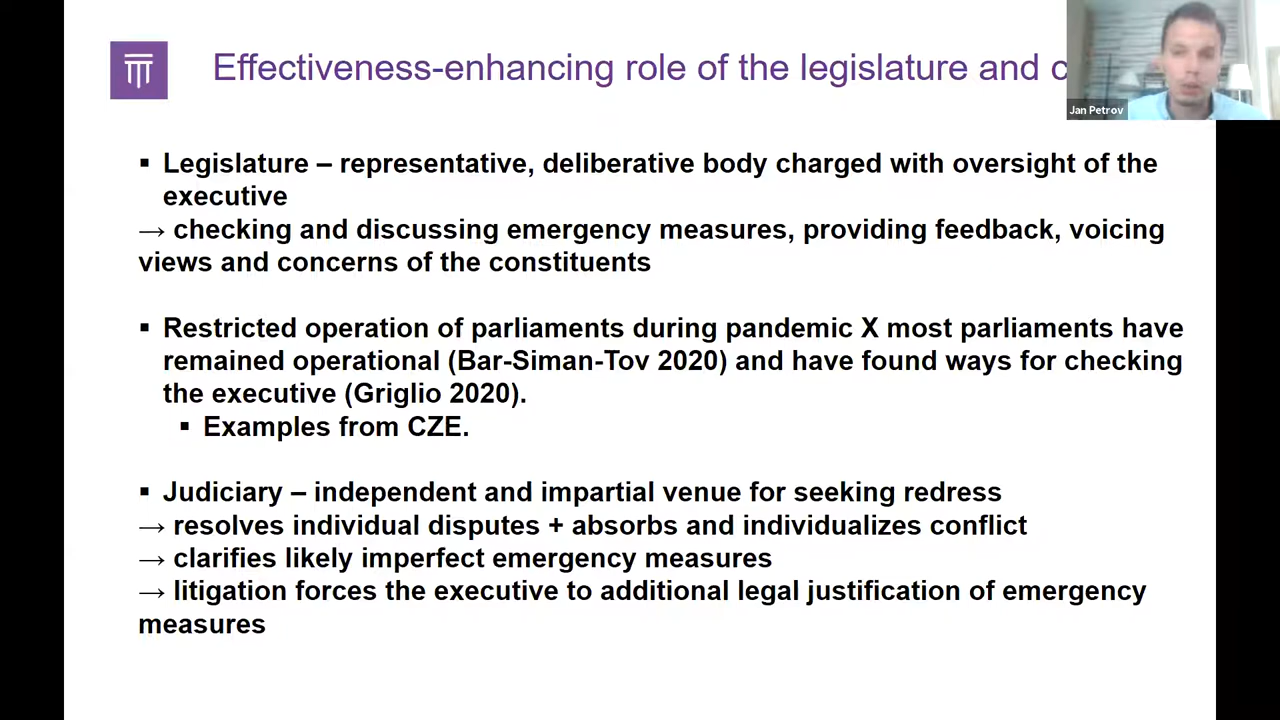 Effectiveness-enhancing role of the legislature and c
Jan Petrov
▪ Legislature – representative, deliberative body charged with oversight of the
executive
→ checking and discussing emergency measures, providing feedback, voicing
views and concerns of the constituents
▪ Restricted operation of parliaments during pandemic X most parliaments have
remained operational (Bar-Siman-Tov 2020) and have found ways for checking
the executive (Griglio 2020).
▪ Examples from CZE.
▪ Judiciary – independent and impartial venue for seeking redress
→ resolves individual disputes + absorbs and individualizes conflict
→ clarifies likely imperfect emergency measures
→ litigation forces the executive to additional legal justification of emergency
measures